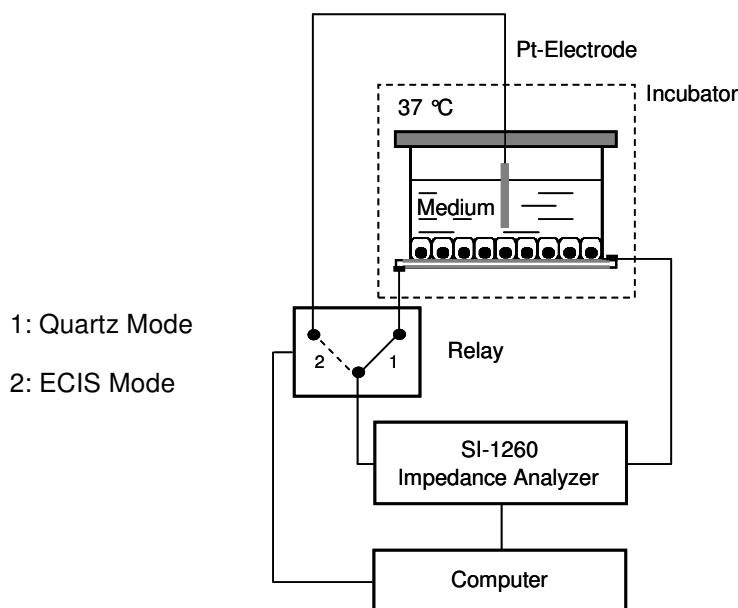 Pt-Electrode
Incubator
37 °C
Medium
1: Quartz Mode
2: ECIS Mode
2
1
Relay
SI-1260
Impedance Analyzer
Computer